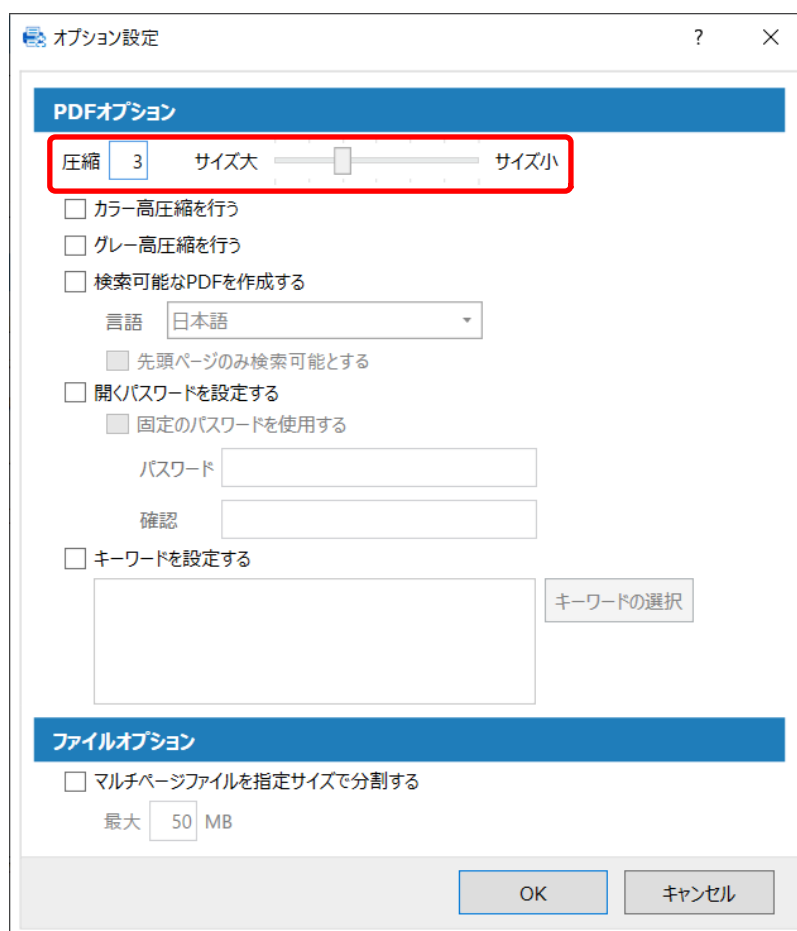 オプション設定 ?
PDFオプション
圧縮 3 サイズ大 サイズ小
カラー高圧縮を行う
グレー高圧縮を行う
検索可能なPDFを作成する
言語 日本語
先頭ページのみ検索可能とする
開くパスワードを設定する
固定のパスワードを使用する
パスワード
確認
キーワードを設定する
キーワードの選択
ファイルオプション
マルチページファイルを指定サイズで分割する
最大 50 MB
OK キャンセル